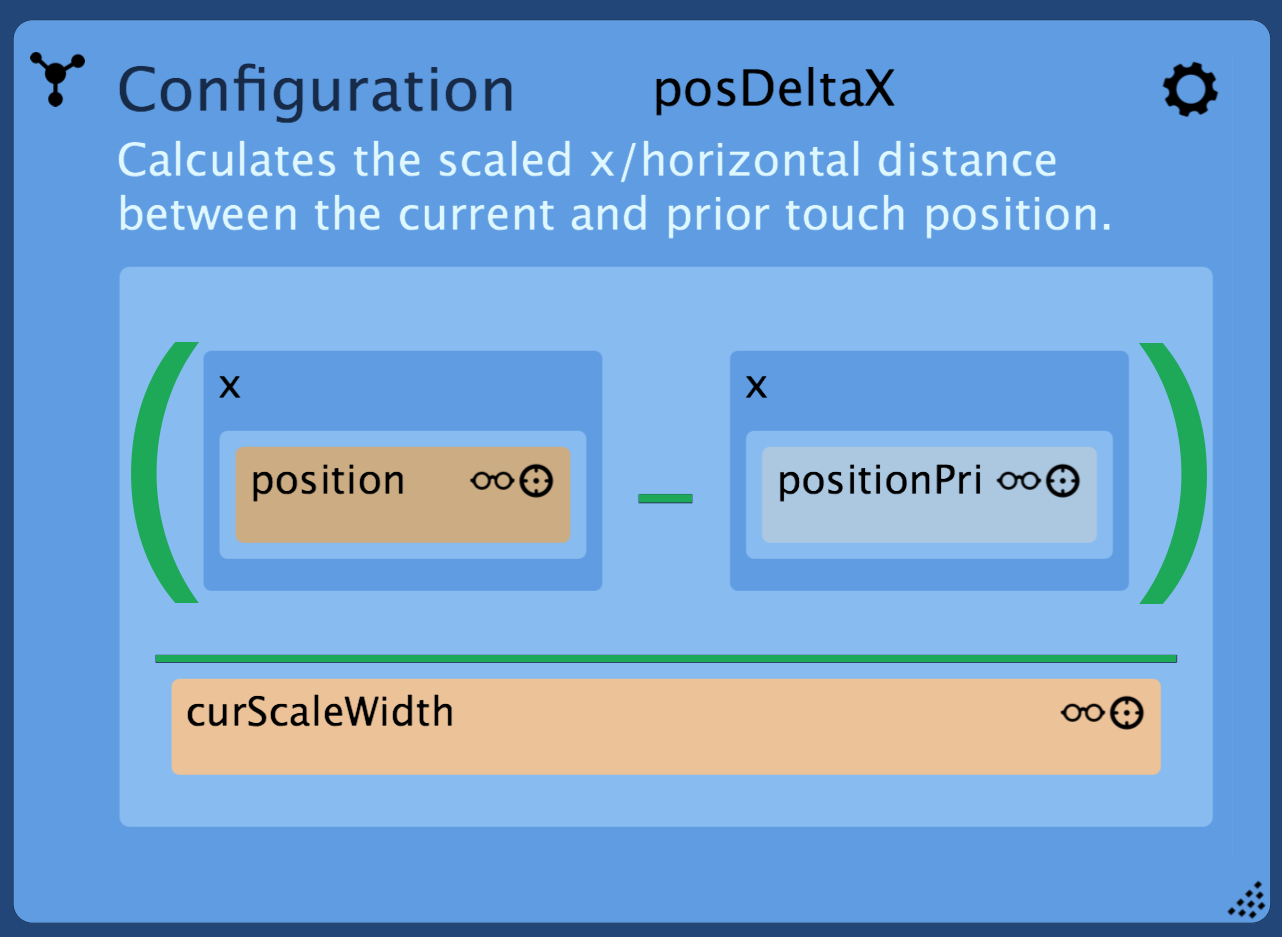 Configuration posDeltaX
Calculates the scaled x/horizontal distance
between the current and prior touch position.
x x
position positionPri
curScaleWidth